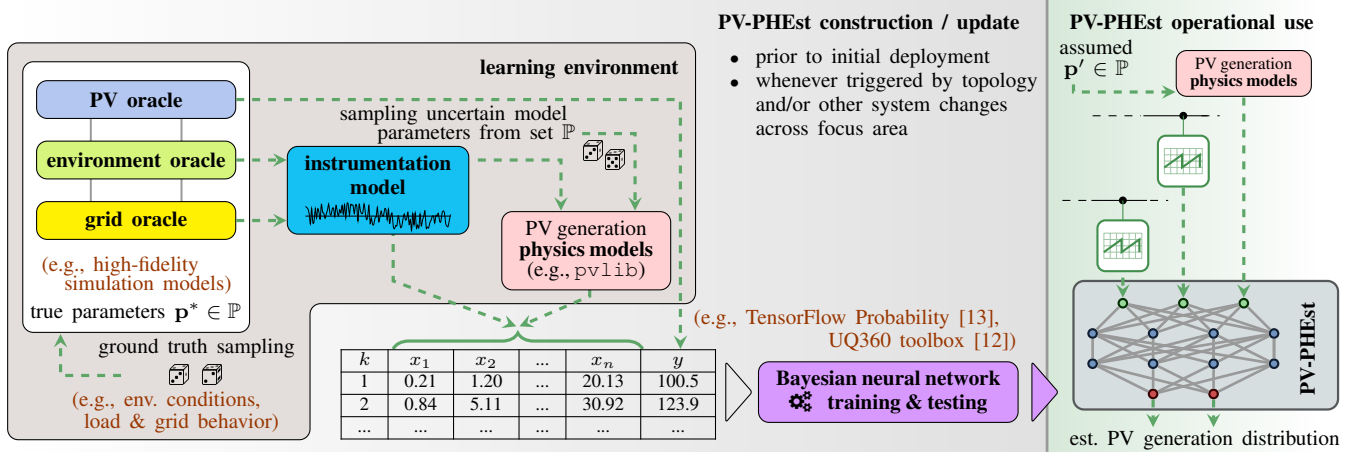 PV-PHEst construction / update
• prior to initial deployment
• whenever triggered by topology
and/or other system changes
across focus area
learning environment
PV oracle
environment oracle
grid oracle
(e.g., high-fidelity
simulation models)
true parameters p* ∈ ℙ
ground truth sampling
(e.g., env. conditions,
load & grid behavior)
sampling uncertain model
parameters from set ℙ
instrumentation
model
PV generation
physics models
(e.g., pvlib)
k x₁ x₂ ... xₙ y
1 0.21 1.20 ... 20.13 100.5
2 0.84 5.11 ... 30.92 123.9
... ... ... ... ...
(e.g., TensorFlow Probability [13],
UQ360 toolbox [12])
Bayesian neural network
training & testing
PV-PHEst operational use
assumed
p′ ∈ ℙ
PV generation
physics models
PV-PHEst
est. PV generation distribution